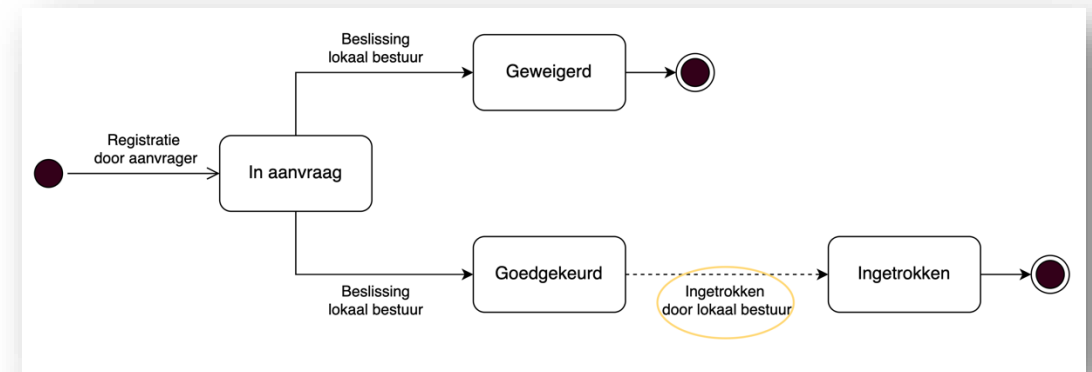 Beslissing
lokaal bestuur
Geweigerd
Registratie
door aanvrager
In aanvraag
Goedgekeurd
Ingetrokken
Beslissing
lokaal bestuur
Ingetrokken
door lokaal bestuur